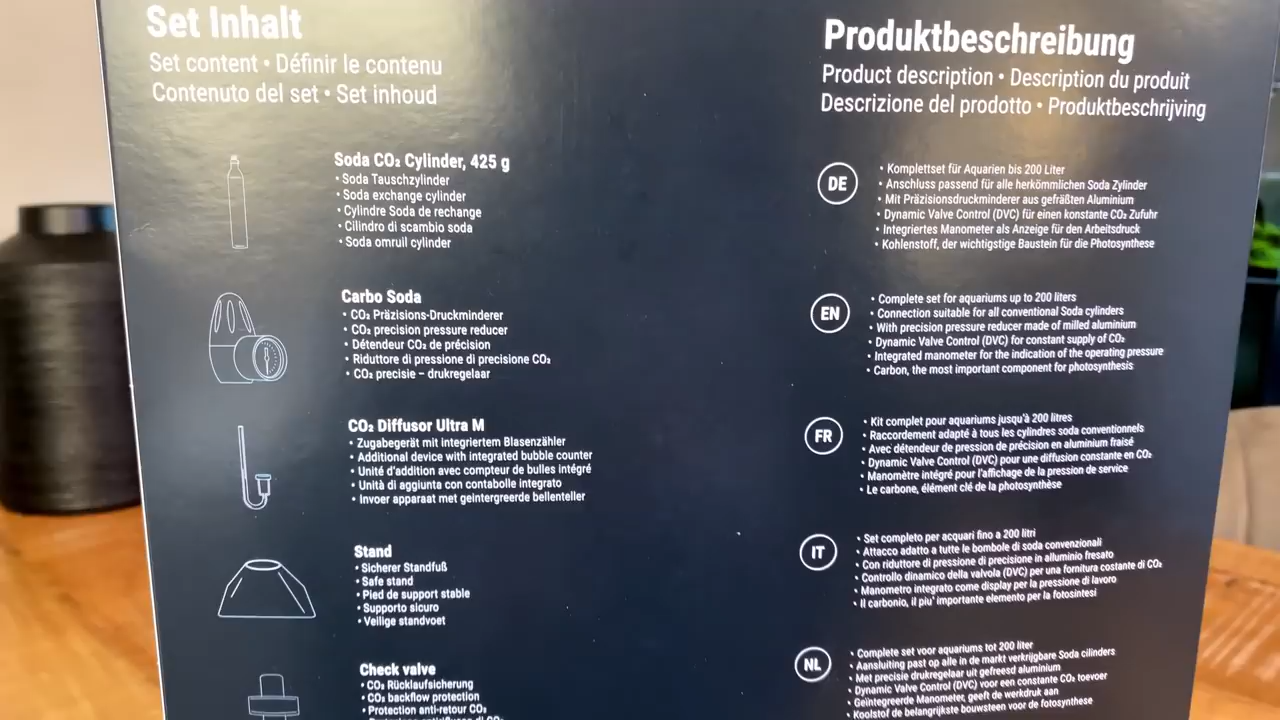 Set Inhalt
Set content • Définir le contenu
Contenuto del set • Set inhoud
Soda CO₂ Cylinder, 425 g
• Soda Tauschzylinder
• Soda exchange cylinder
• Cylindre Soda de rechange
• Cilindro di scambio soda
• Soda omruil cylinder
Carbo Soda
• CO₂ Präzisions-Druckminderer
• CO₂ precision pressure reducer
• Détendeur CO₂ de précision
• Riduttore di pressione di precisione CO₂
• CO₂ precisie – drukregelaar
CO₂ Diffusor Ultra M
• Zugabegerät mit integriertem Blasenzähler
• Additional device with integrated bubble counter
• Unité d'addition avec compteur de bulles intégré
• Unità di aggiunta con contabolle integrato
• Invoer apparaat met geintergreerde bellenteller
Stand
• Sicherer Standfuß
• Safe stand
• Pied de support stable
• Supporto sicuro
• Veilige standvoet
Check valve
• CO₂ Rücklaufsicherung
• CO₂ backflow protection
• Protection anti-retour CO₂
Produktbeschreibung
Product description • Description du produit
Descrizione del prodotto • Produktbeschrijving
DE
• Komplettset für Aquarien bis 200 Liter
• Anschluss passend für alle herkömmlichen Soda Zylinder
• Mit Präzisionsdruckminderer aus gefräßten Aluminium
• Dynamic Valve Control (DVC) für einen konstante CO₂ Zufuhr
• Integriertes Manometer als Anzeige für den Arbeitsdruck
• Kohlenstoff, der wichtigstige Baustein für die Photosynthese
EN
• Complete set for aquariums up to 200 liters
• Connection suitable for all conventional Soda cylinders
• With precision pressure reducer made of milled aluminium
• Dynamic Valve Control (DVC) for constant supply of CO₂
• Integrated manometer for the indication of the operating pressure
• Carbon, the most important component for photosynthesis
FR
• Kit complet pour aquariums jusqu'à 200 litres
• Raccordement adapté à tous les cylindres soda conventionnels
• Avec détendeur de pression de précision en aluminium fraisé
• Dynamic Valve Control (DVC) pour une diffusion constante en CO₂
• Manomètre intégré pour l'affichage de la pression de service
• Le carbone, élément clé de la photosynthèse
IT
• Set completo per acquari fino a 200 litri
• Attacco adatto a tutte le bombole di soda convenzionali
• Con riduttore di pressione di precisione in alluminio fresato
• Controllo dinamico della valvola (DVC) per una fornitura costante di CO₂
• Manometro integrato come display per la pressione di lavoro
• Il carbonio, il piu' importante elemento per la fotosintesi
NL
• Complete set voor aquariums tot 200 liter
• Aansluiting past op alle in de markt verkrijgbare Soda cilinders
• Met precisie drukregelaar uit gefreesd aluminium
• Dynamic Valve Control (DVC) voor een constante CO₂ toevoer
• Geïntegreerde Manometer, geeft de werkdruk aan
• Koolstof de belangrijkste bouwsteen voor de fotosynthese